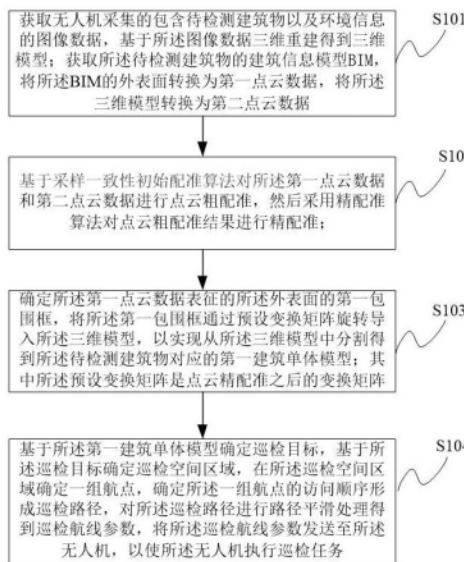 获取无人机采集的包含待检测建筑物以及环境信息
的图像数据，基于所述图像数据三维重建得到三维
模型；获取所述待检测建筑物的建筑信息模型BIM，
将所述BIM的外表面转换为第一点云数据，将所述
三维模型转换为第二点云数据
S101
基于采样一致性初始配准算法对所述第一点云数据
和第二点云数据进行点云粗配准，然后采用精配准
算法对点云粗配准结果进行精配准；
S10
确定所述第一点云数据表征的所述外表面的第一包
围框，将所述第一包围框通过预设变换矩阵旋转导
入所述三维模型，以实现从所述三维模型中分割得
到所述待检测建筑物对应的第一建筑单体模型；其
中所述预设变换矩阵是点云精配准之后的变换矩阵
S103
基于所述第一建筑单体模型确定巡检目标，基于所
述巡检目标确定巡检空间区域，在所述巡检空间区
域确定一组航点，确定所述一组航点的访问顺序形
成巡检路径，对所述巡检路径进行路径平滑处理得
到巡检航线参数，将所述巡检航线参数发送至所述
无人机，以使所述无人机执行巡检任务
S104